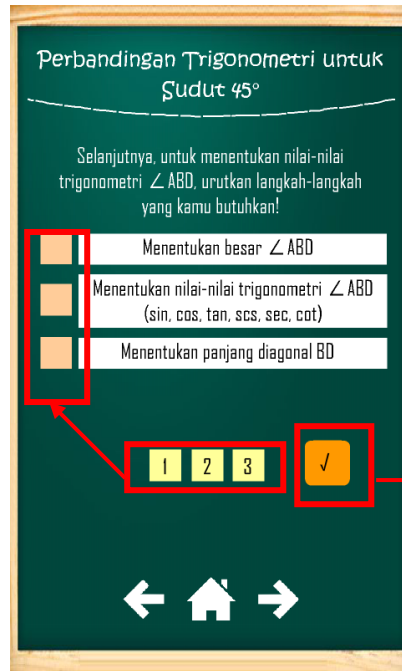 Perbandingan Trigonometri untuk
Sudut 45°
Selanjutnya, untuk menentukan nilai-nilai
trigonometri ∠ ABD, urutkan langkah-langkah
yang kamu butuhkan!
Menentukan besar ∠ ABD
Menentukan nilai-nilai trigonometri ∠ ABD
(sin, cos, tan, scs, sec, cot)
Menentukan panjang diagonal BD
1 2 3 √